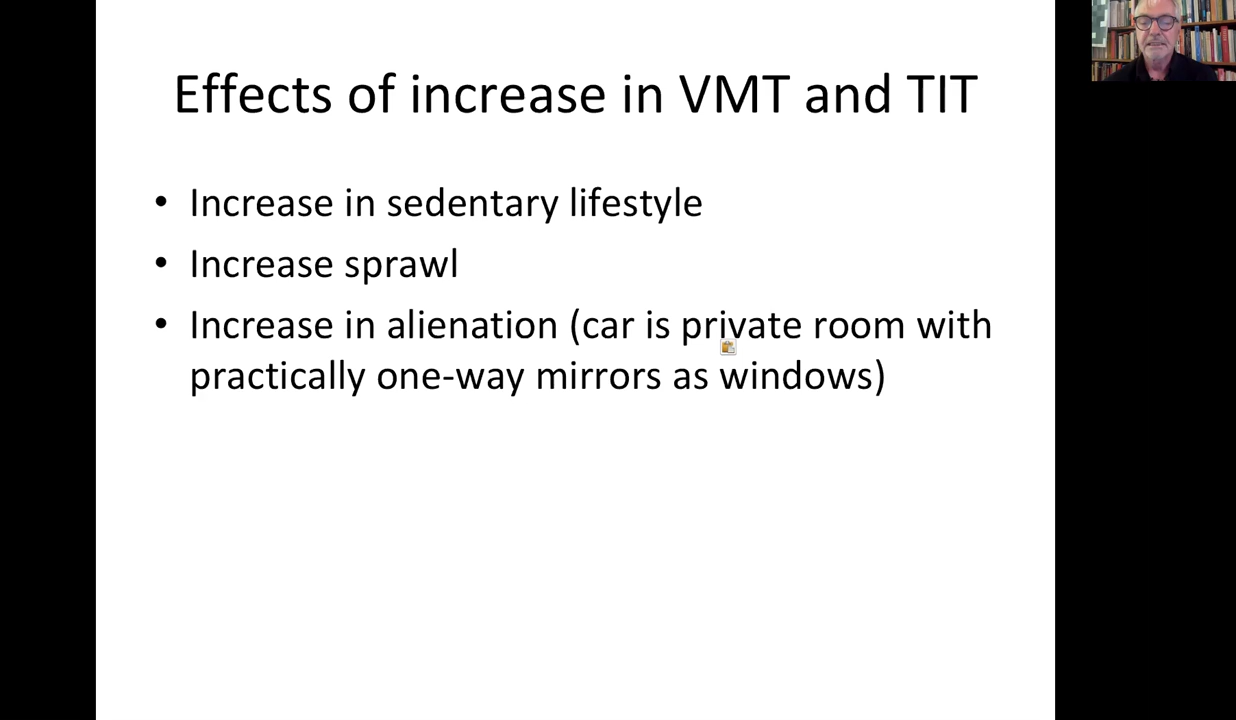 Effects of increase in VMT and TIT
• Increase in sedentary lifestyle
• Increase sprawl
• Increase in alienation (car is private room with
practically one-way mirrors as windows)